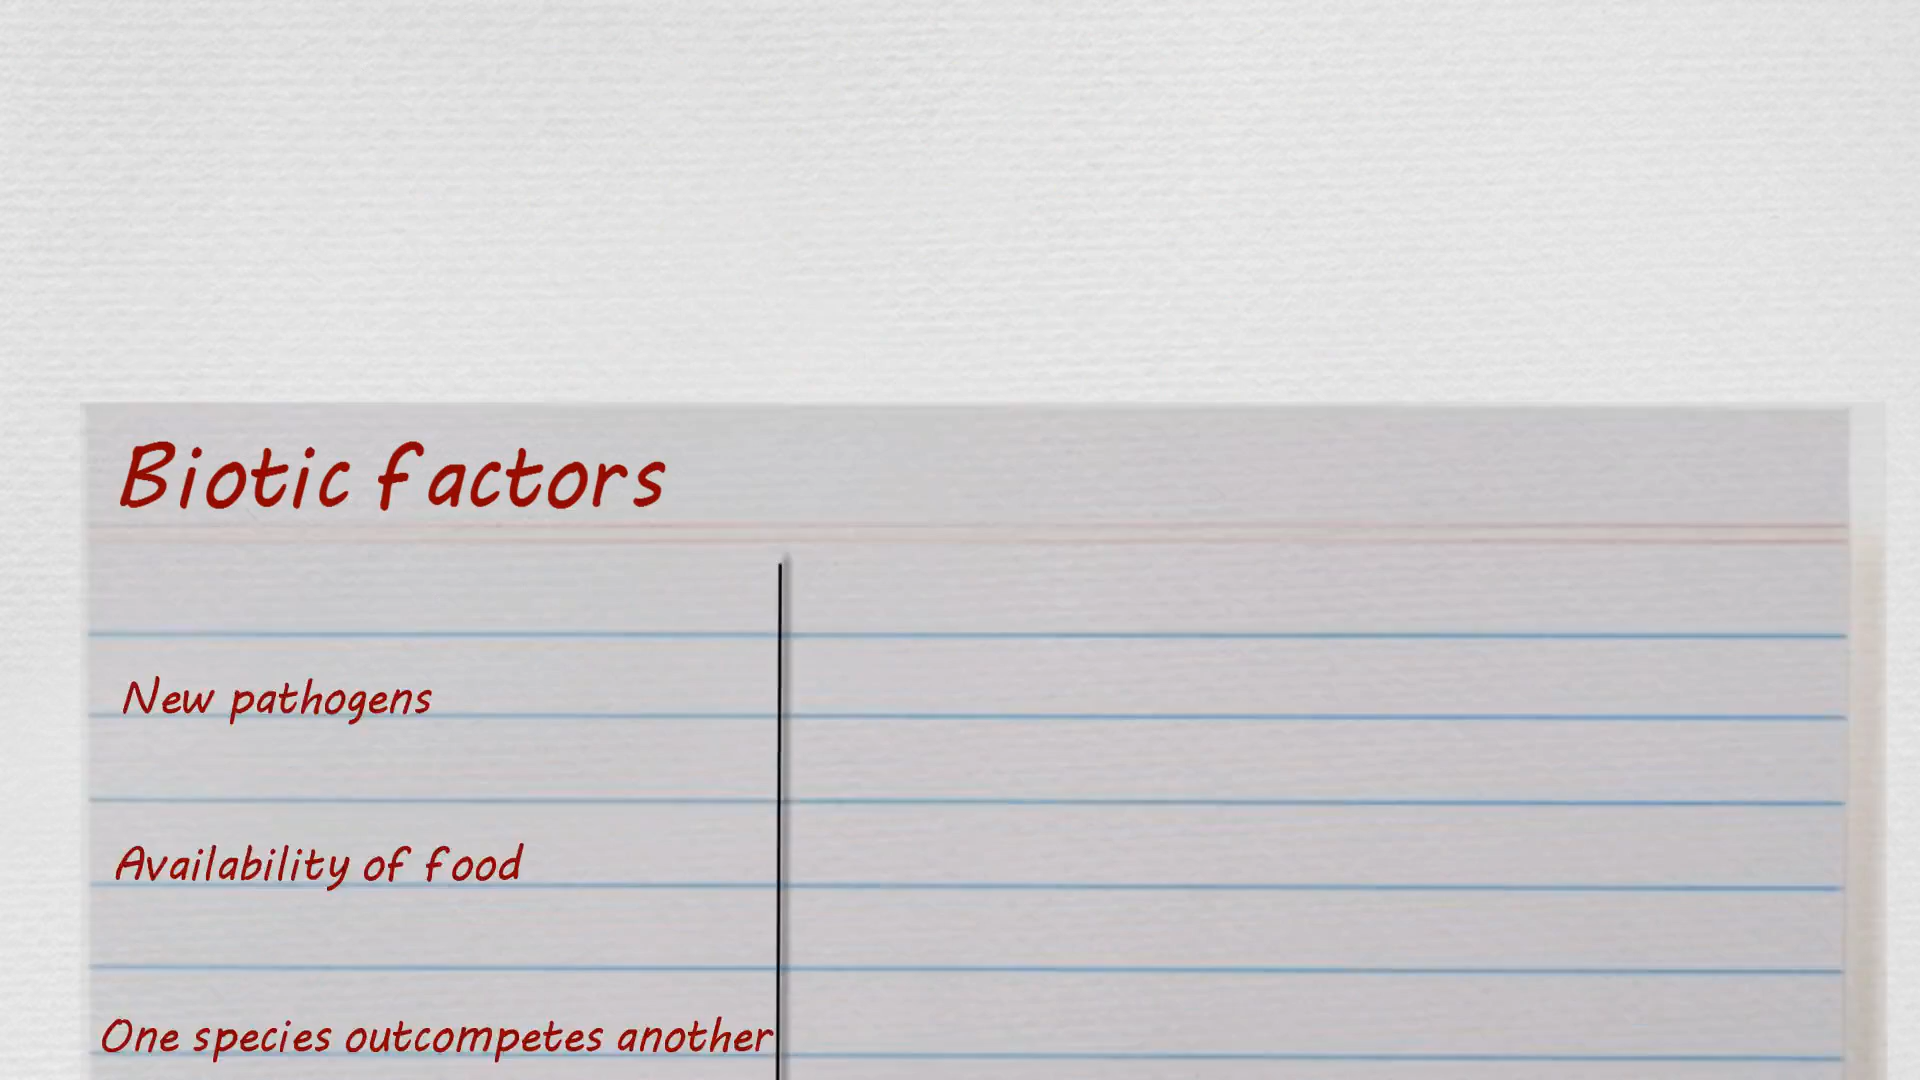 Biotic factors
New pathogens
Availability of food
One species outcompetes another